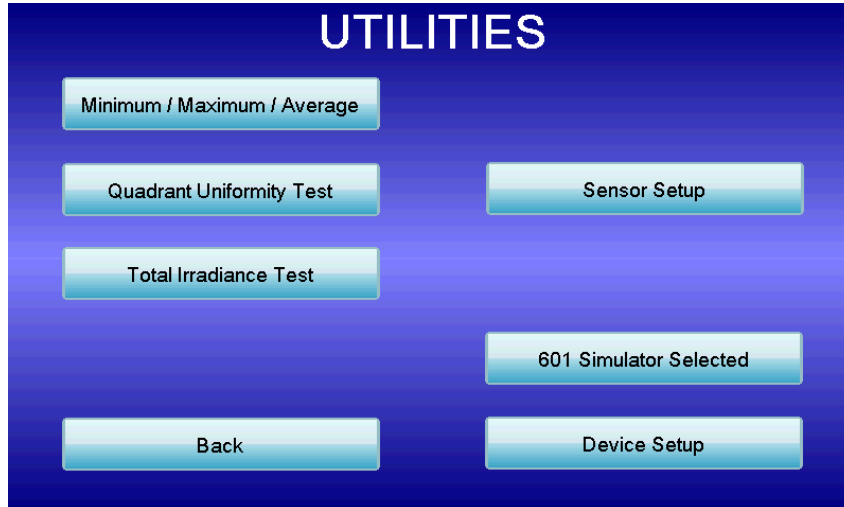 UTILITIES
Minimum / Maximum / Average
Quadrant Uniformity Test
Sensor Setup
Total Irradiance Test
601 Simulator Selected
Back
Device Setup